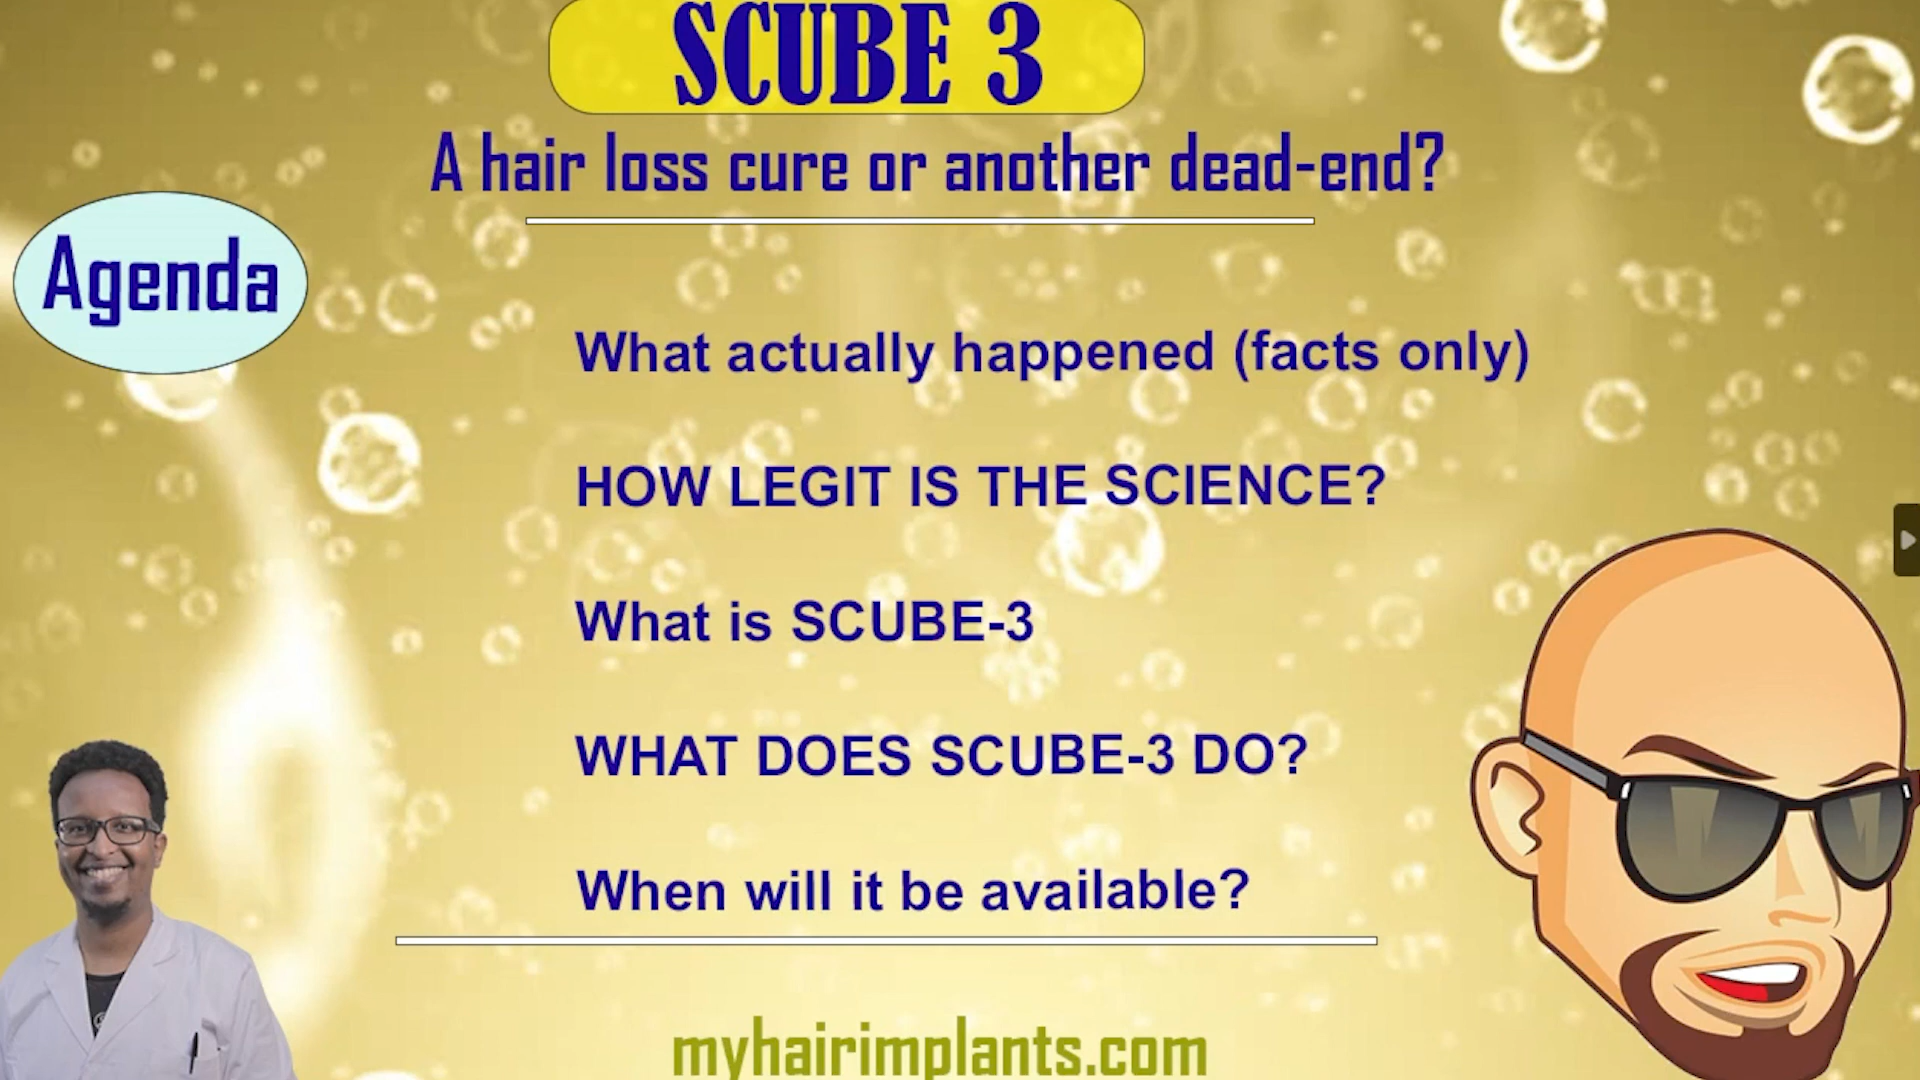 SCUBE 3
A hair loss cure or another dead-end?
Agenda
What actually happened (facts only)
HOW LEGIT IS THE SCIENCE?
What is SCUBE-3
WHAT DOES SCUBE-3 DO?
When will it be available?
myhairimplants.com